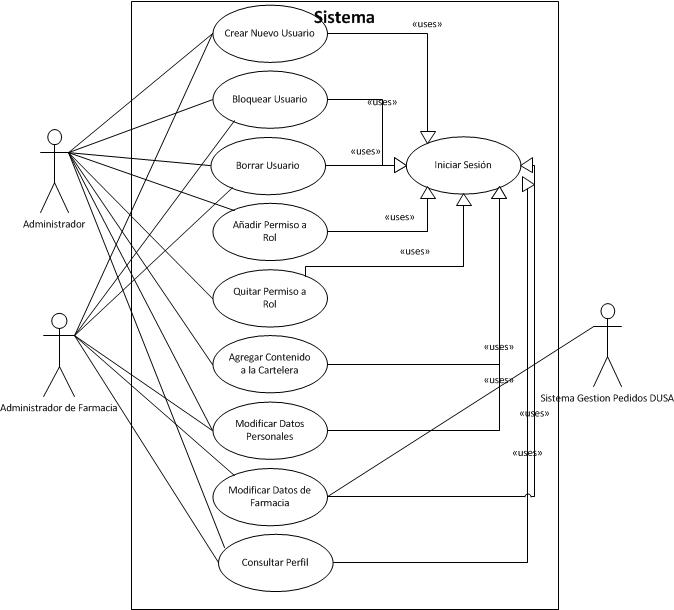 Sistema
Crear Nuevo Usuario
«uses»
Bloquear Usuario
«uses»
Borrar Usuario
«uses»
Iniciar Sesión
Administrador
Añadir Permiso a
Rol
«uses»
«uses»
Quitar Permiso a
Rol
Agregar Contenido
a la Cartelera
«uses»
«uses»
Administrador de Farmacia
Sistema Gestion Pedidos DUSA
Modificar Datos
Personales
«uses»
«uses»
Modificar Datos de
Farmacia
Consultar Perfil